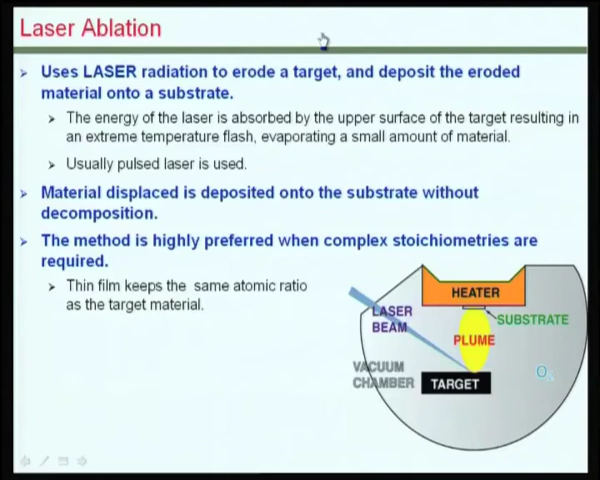 Laser Ablation
Uses LASER radiation to erode a target, and deposit the eroded
material onto a substrate.
The energy of the laser is absorbed by the upper surface of the target resulting in
an extreme temperature flash, evaporating a small amount of material.
Usually pulsed laser is used.
Material displaced is deposited onto the substrate without
decomposition.
The method is highly preferred when complex stoichiometries are
required.
Thin film keeps the same atomic ratio
as the target material.
HEATER
LASER
BEAM
SUBSTRATE
PLUME
VACUUM
CHAMBER
TARGET
O₂